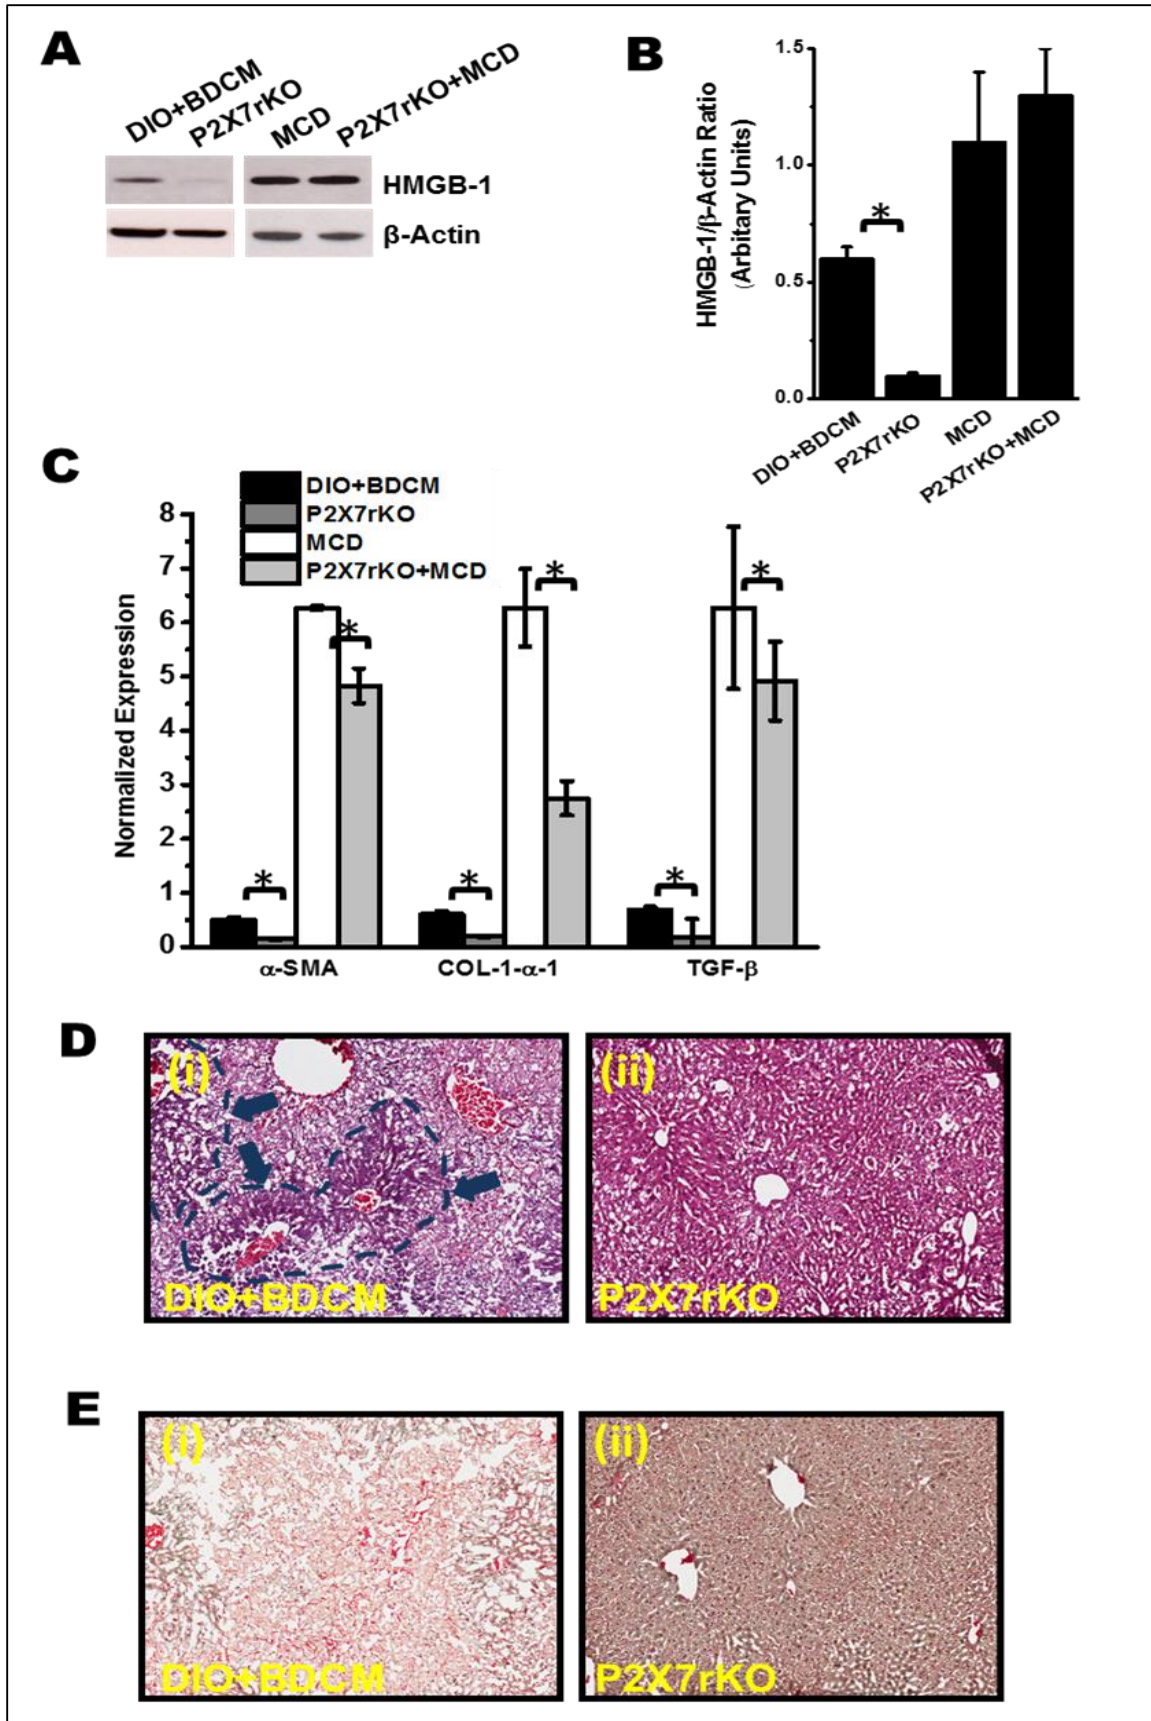 A
DIO+BDCM
P2X7rKO
MCD
P2X7rKO+MCD
HMGB-1
β-Actin
B
HMGB-1/β-Actin Ratio
(Arbitary Units)
1.5
1.0
0.5
0.0
*
DIO+BDCM
P2X7rKO
MCD
P2X7rKO+MCD
C
DIO+BDCM
P2X7rKO
MCD
P2X7rKO+MCD
Normalized Expression
8
7
6
5
4
3
2
1
0
* * * * * *
α-SMA COL-1-α-1 TGF-β
D
(i) (ii)
DIO+BDCM P2X7rKO
E
(i) (ii)
DIO+BDCM P2X7rKO